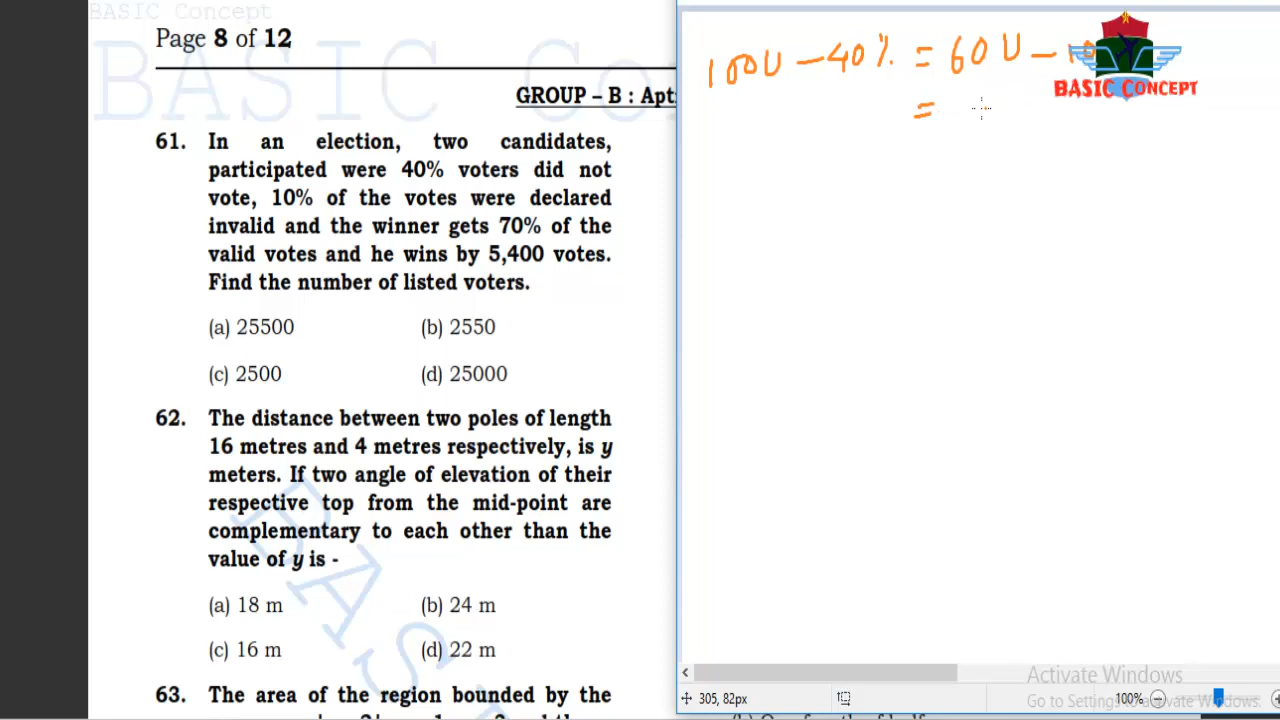 BASIC Concept
Page 8 of 12
GROUP – B : Apt
61. In an election, two candidates,
participated were 40% voters did not
vote, 10% of the votes were declared
invalid and the winner gets 70% of the
valid votes and he wins by 5,400 votes.
Find the number of listed voters.
(a) 25500 (b) 2550
(c) 2500 (d) 25000
62. The distance between two poles of length
16 metres and 4 metres respectively, is y
meters. If two angle of elevation of their
respective top from the mid-point are
complementary to each other than the
value of y is -
(a) 18 m (b) 24 m
(c) 16 m (d) 22 m
63. The area of the region bounded by the
100U – 40% = 60U – 10
=
BASIC CONCEPT
Activate Windows
Go to Settings to activate Windows.
305, 82px
100%